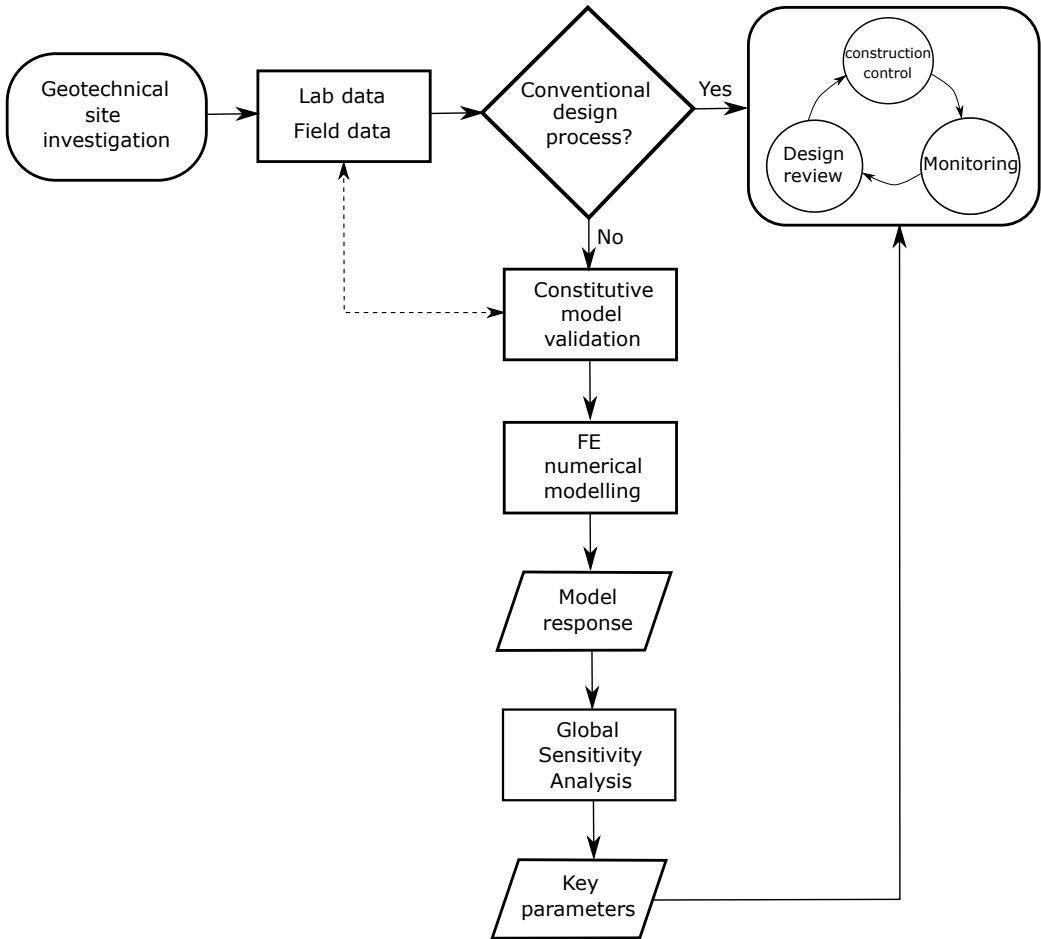 Geotechnical
site
investigation
Lab data
Field data
Conventional
design
process?
Yes
construction
control
Design
review
Monitoring
No
Constitutive
model
validation
FE
numerical
modelling
Model
response
Global
Sensitivity
Analysis
Key
parameters